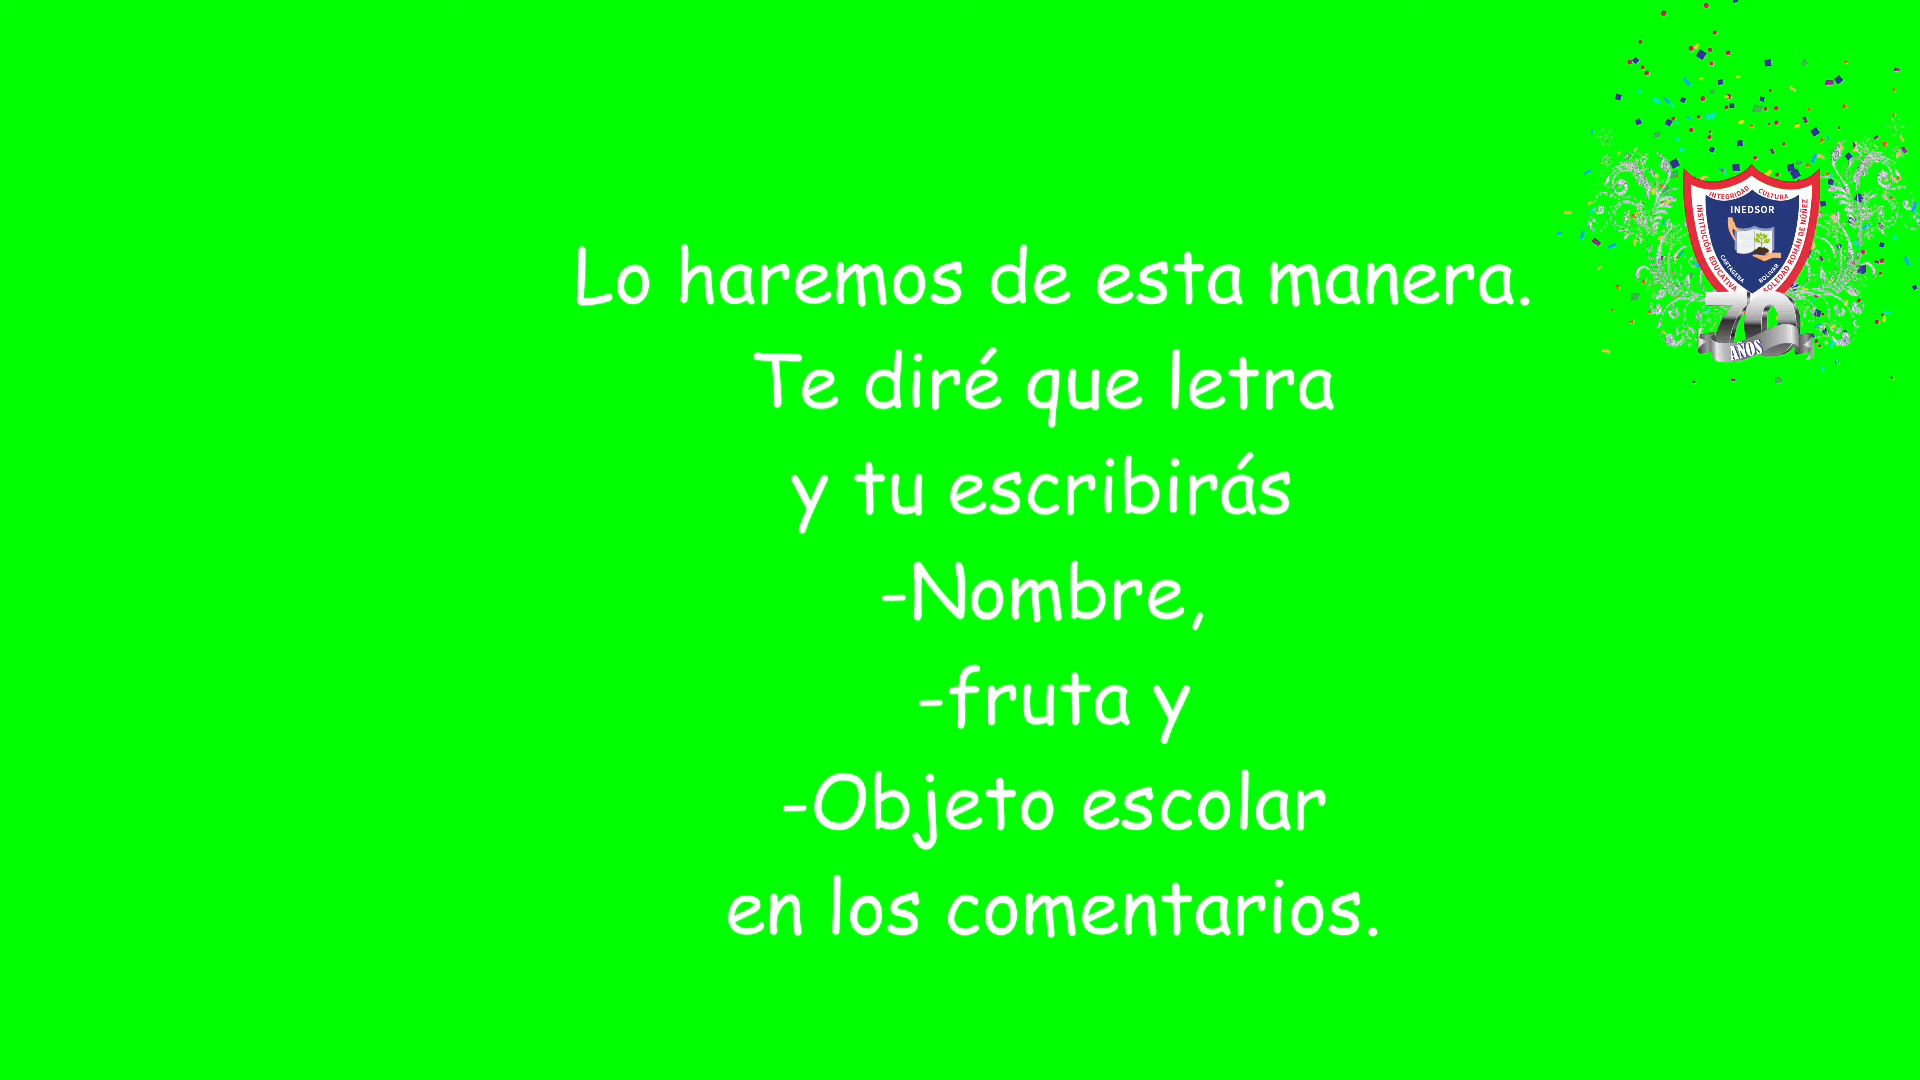 Lo haremos de esta manera.
Te diré que letra
y tu escribirás
-Nombre,
-fruta y
-Objeto escolar
en los comentarios.
INTEGRIDAD CULTURA
INEDSOR
INSTITUCIÓN EDUCATIVA
SOLEDAD ROMÁN DE NÚÑEZ
CARTAGENA BOLIVAR
70
AÑOS